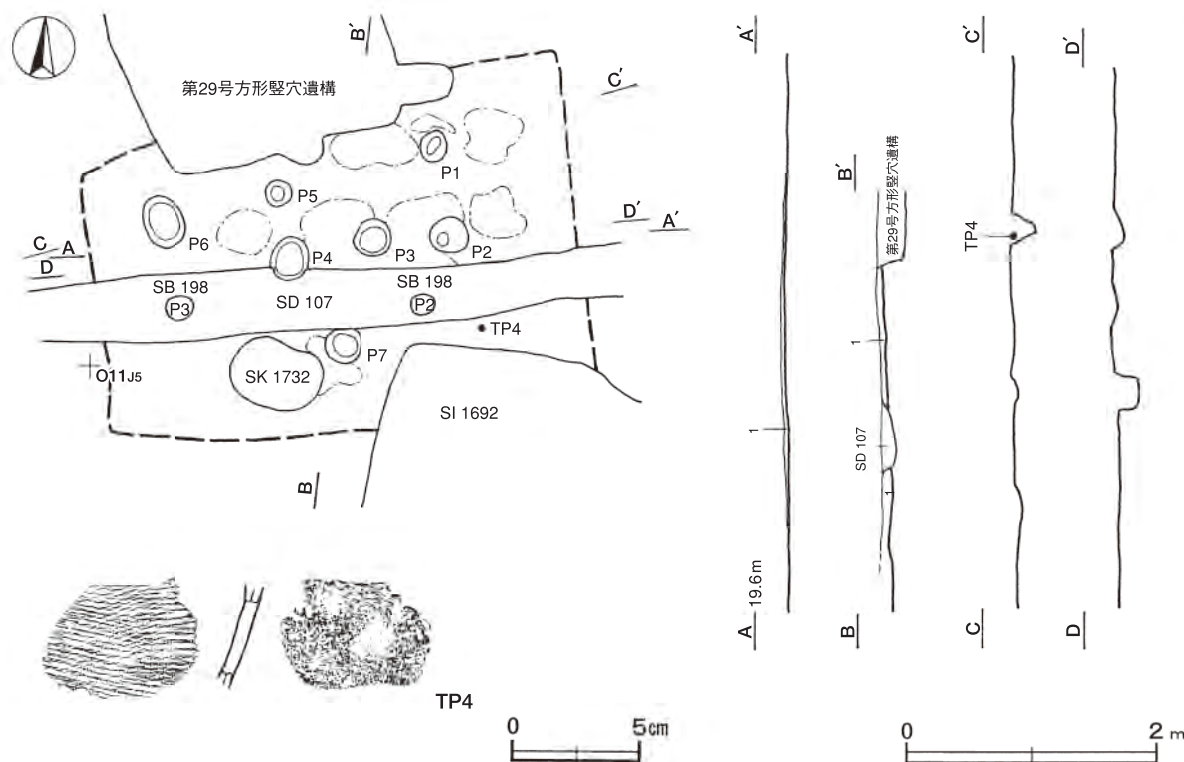 B′
第29号方形竪穴遺構
C′
P1
P5
P6
P4
P3
P2
D′
A′
C
A
D
SB 198
P3
SD 107
SB 198
P2
TP4
P7
O11J5
SK 1732
SI 1692
B
A′
1
19.6m
A
B′
第29号方形竪穴遺構
1
SD 107
1
B
C′
TP4
C
D′
D
TP4
0 5cm
0 2 m